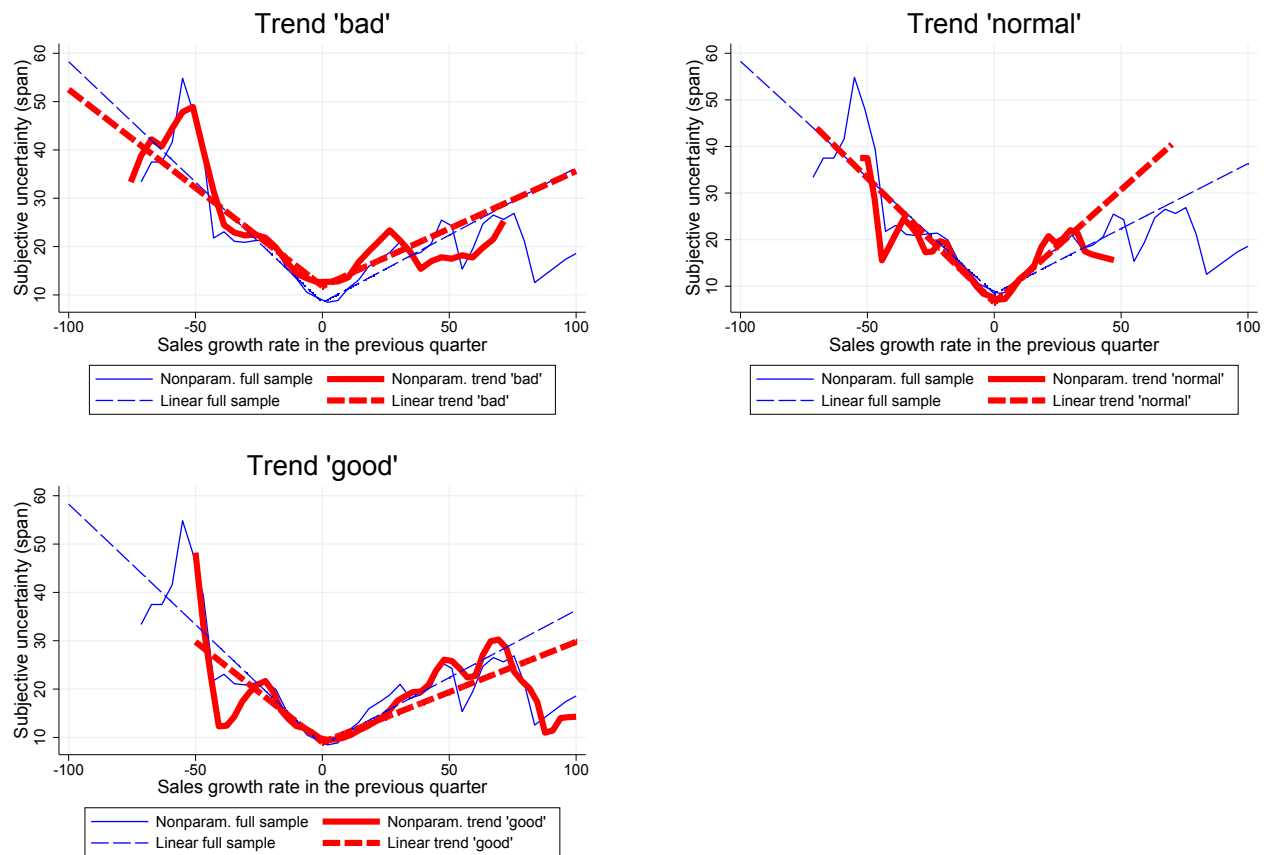 Trend 'bad'
Subjective uncertainty (span)
60
50
40
30
20
10
-100 -50 0 50 100
Sales growth rate in the previous quarter
Nonparam. full sample Nonparam. trend 'bad'
Linear full sample Linear trend 'bad'
Trend 'normal'
Subjective uncertainty (span)
60
50
40
30
20
10
-100 -50 0 50 100
Sales growth rate in the previous quarter
Nonparam. full sample Nonparam. trend 'normal'
Linear full sample Linear trend 'normal'
Trend 'good'
Subjective uncertainty (span)
60
50
40
30
20
10
-100 -50 0 50 100
Sales growth rate in the previous quarter
Nonparam. full sample Nonparam. trend 'good'
Linear full sample Linear trend 'good'